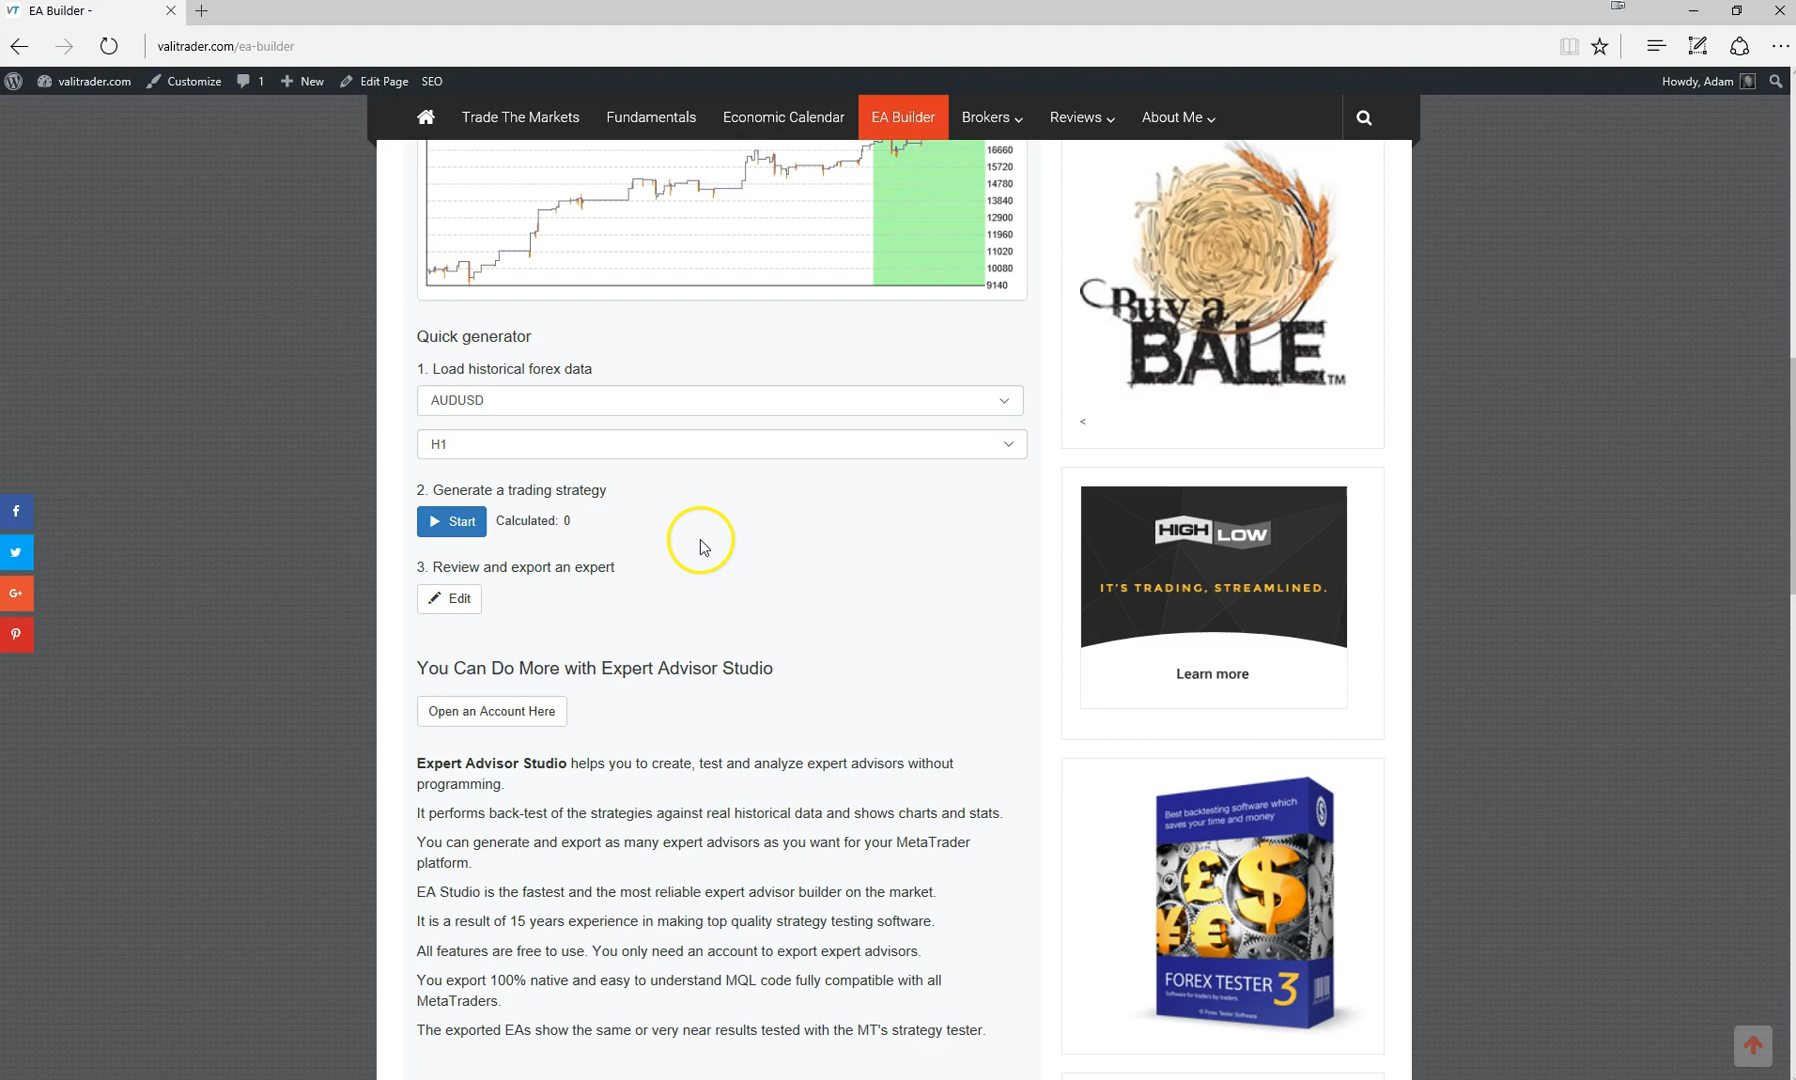 VT EA Builder -
valitrader.com/ea-builder
valitrader.com Customize 1 New Edit Page SEO Howdy, Adam
Trade The Markets Fundamentals Economic Calendar EA Builder Brokers Reviews About Me
16660
15720
14780
13840
12900
11960
11020
10080
9140
Quick generator
1. Load historical forex data
AUDUSD
H1
2. Generate a trading strategy
Start Calculated: 0
3. Review and export an expert
Edit
You Can Do More with Expert Advisor Studio
Open an Account Here
Expert Advisor Studio helps you to create, test and analyze expert advisors without
programming.
It performs back-test of the strategies against real historical data and shows charts and stats.
You can generate and export as many expert advisors as you want for your MetaTrader
platform.
EA Studio is the fastest and the most reliable expert advisor builder on the market.
It is a result of 15 years experience in making top quality strategy testing software.
All features are free to use. You only need an account to export expert advisors.
You export 100% native and easy to understand MQL code fully compatible with all
MetaTraders.
The exported EAs show the same or very near results tested with the MT's strategy tester.
Buy a
BALE™
<
HIGH LOW
IT'S TRADING, STREAMLINED.
Learn more
Best backtesting software which
saves your time and money
FOREX TESTER 3
Software for traders by traders
© Forex Tester Software
f
G+